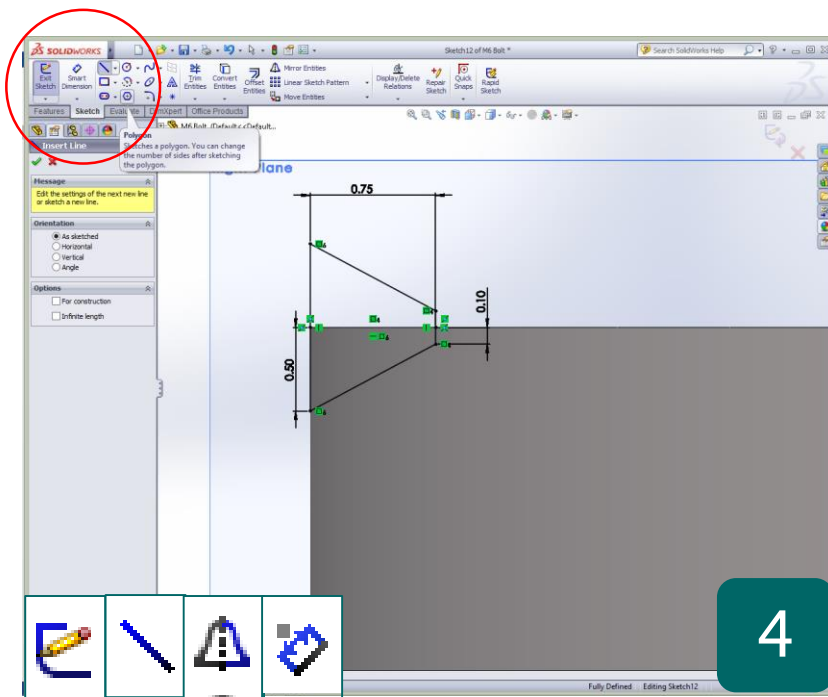 SOLIDWORKS
Sketch12 of M6 Bolt *
Search SolidWorks Help
Exit Sketch
Smart Dimension
Trim Entities
Convert Entities
Offset Entities
Mirror Entities
Linear Sketch Pattern
Move Entities
Display/Delete Relations
Repair Sketch
Quick Snaps
Rapid Sketch
Features
Sketch
Evaluate
Office Products
M6 Bolt (Default<<Default...
Insert Line
Polygon
Sketches a polygon. You can change
the number of sides after sketching
the polygon.
Plane
Message
Edit the settings of the next new line
or sketch a new line.
Orientation
As sketched
Horizontal
Vertical
Angle
Options
For construction
Infinite length
0.75
0.10
0.50
4
Fully Defined
Editing Sketch12